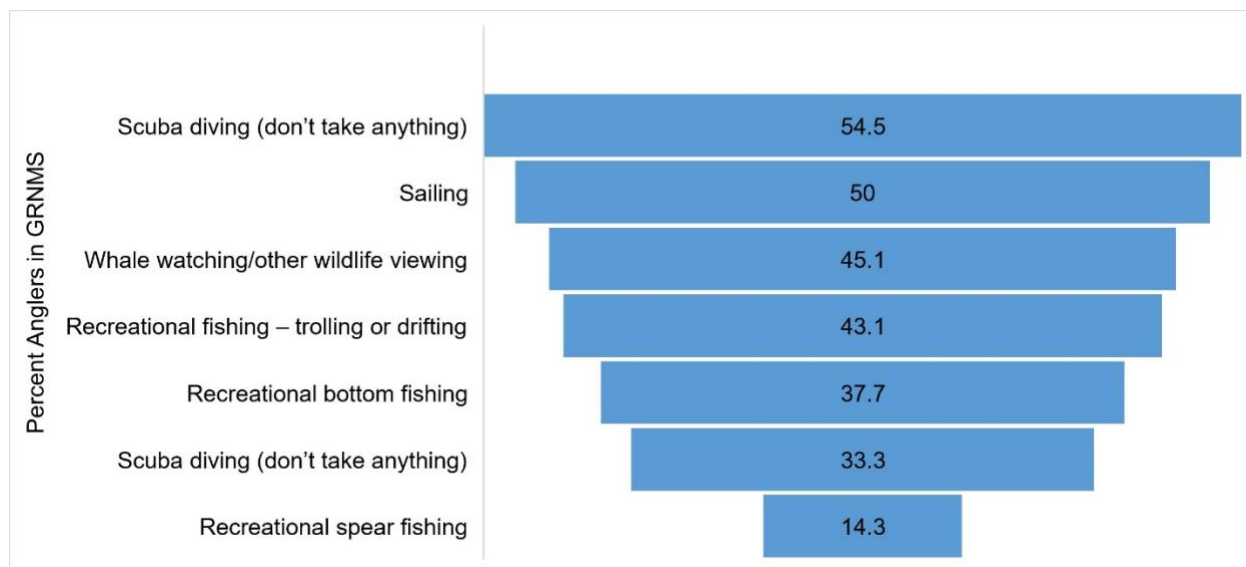 Percent Anglers in GRNMS
Scuba diving (don’t take anything)
54.5
Sailing
50
Whale watching/other wildlife viewing
45.1
Recreational fishing – trolling or drifting
43.1
Recreational bottom fishing
37.7
Scuba diving (don’t take anything)
33.3
Recreational spear fishing
14.3